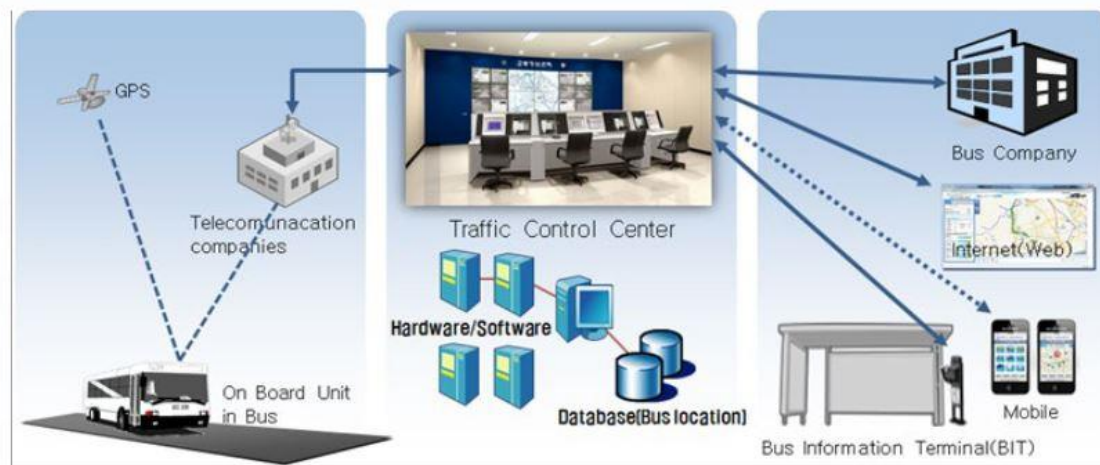 GPS
Telecomunacation
companies
On Board Unit
in Bus
Traffic Control Center
Hardware/Software
Database(Bus location)
Bus Company
Internet(Web)
Mobile
Bus Information Terminal(BIT)